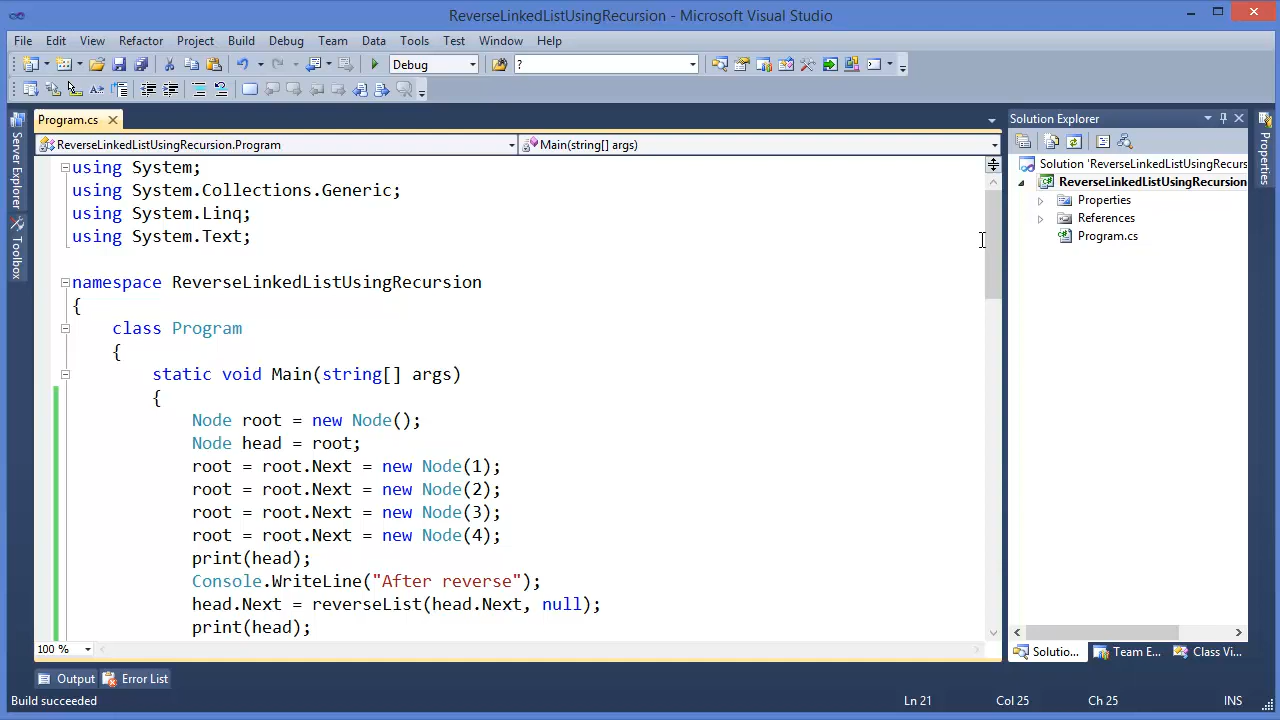 ReverseLinkedListUsingRecursion - Microsoft Visual Studio
File Edit View Refactor Project Build Debug Team Data Tools Test Window Help
Debug ?
Program.cs
ReverseLinkedListUsingRecursion.Program Main(string[] args)
using System;
using System.Collections.Generic;
using System.Linq;
using System.Text;
namespace ReverseLinkedListUsingRecursion
{
class Program
{
static void Main(string[] args)
{
Node root = new Node();
Node head = root;
root = root.Next = new Node(1);
root = root.Next = new Node(2);
root = root.Next = new Node(3);
root = root.Next = new Node(4);
print(head);
Console.WriteLine("After reverse");
head.Next = reverseList(head.Next, null);
print(head);
100 %
Server Explorer
Toolbox
Solution Explorer
Solution 'ReverseLinkedListUsingRecurs
ReverseLinkedListUsingRecursion
Properties
References
Program.cs
Solutio... Team E... Class Vi...
Properties
Output Error List
Build succeeded Ln 21 Col 25 Ch 25 INS